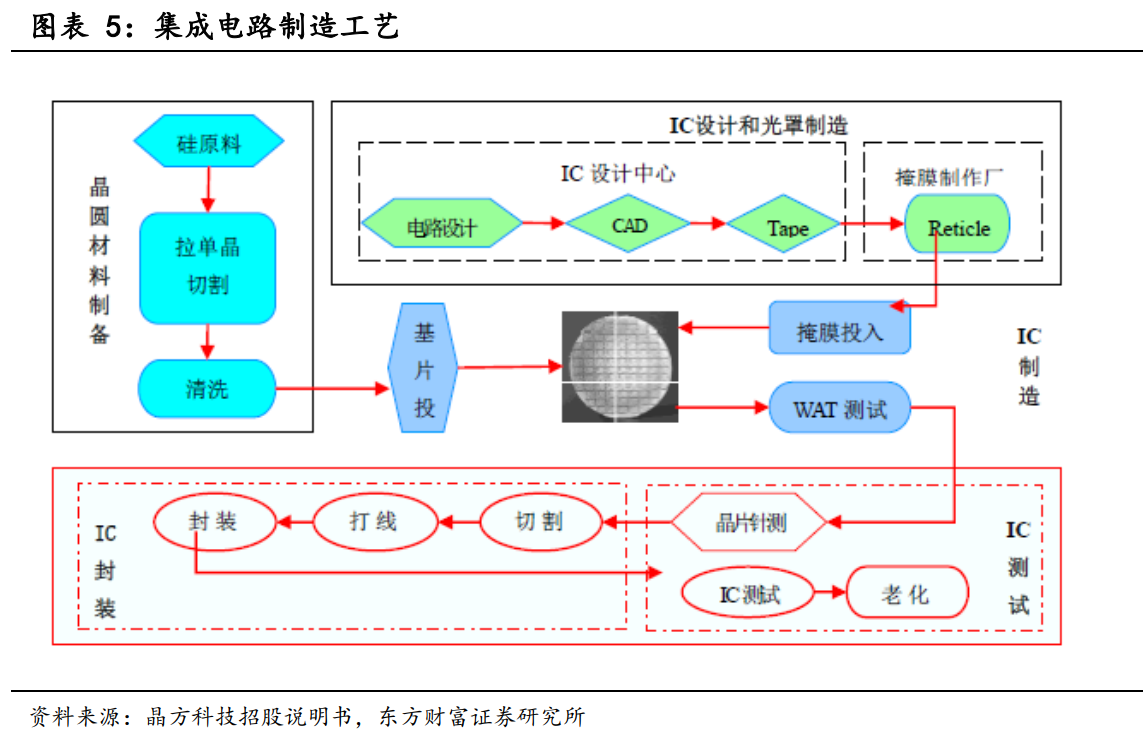 图表 5：集成电路制造工艺
晶圆材料制备
硅原料
拉单晶
切割
清洗
IC设计和光罩制造
IC 设计中心
电路设计
CAD
Tape
掩膜制作厂
Reticle
基片投
掩膜投入
WAT 测试
IC制造
IC封装
封 装
打 线
切 割
晶片针测
IC 测试
老 化
IC测试
资料来源：晶方科技招股说明书，东方财富证券研究所